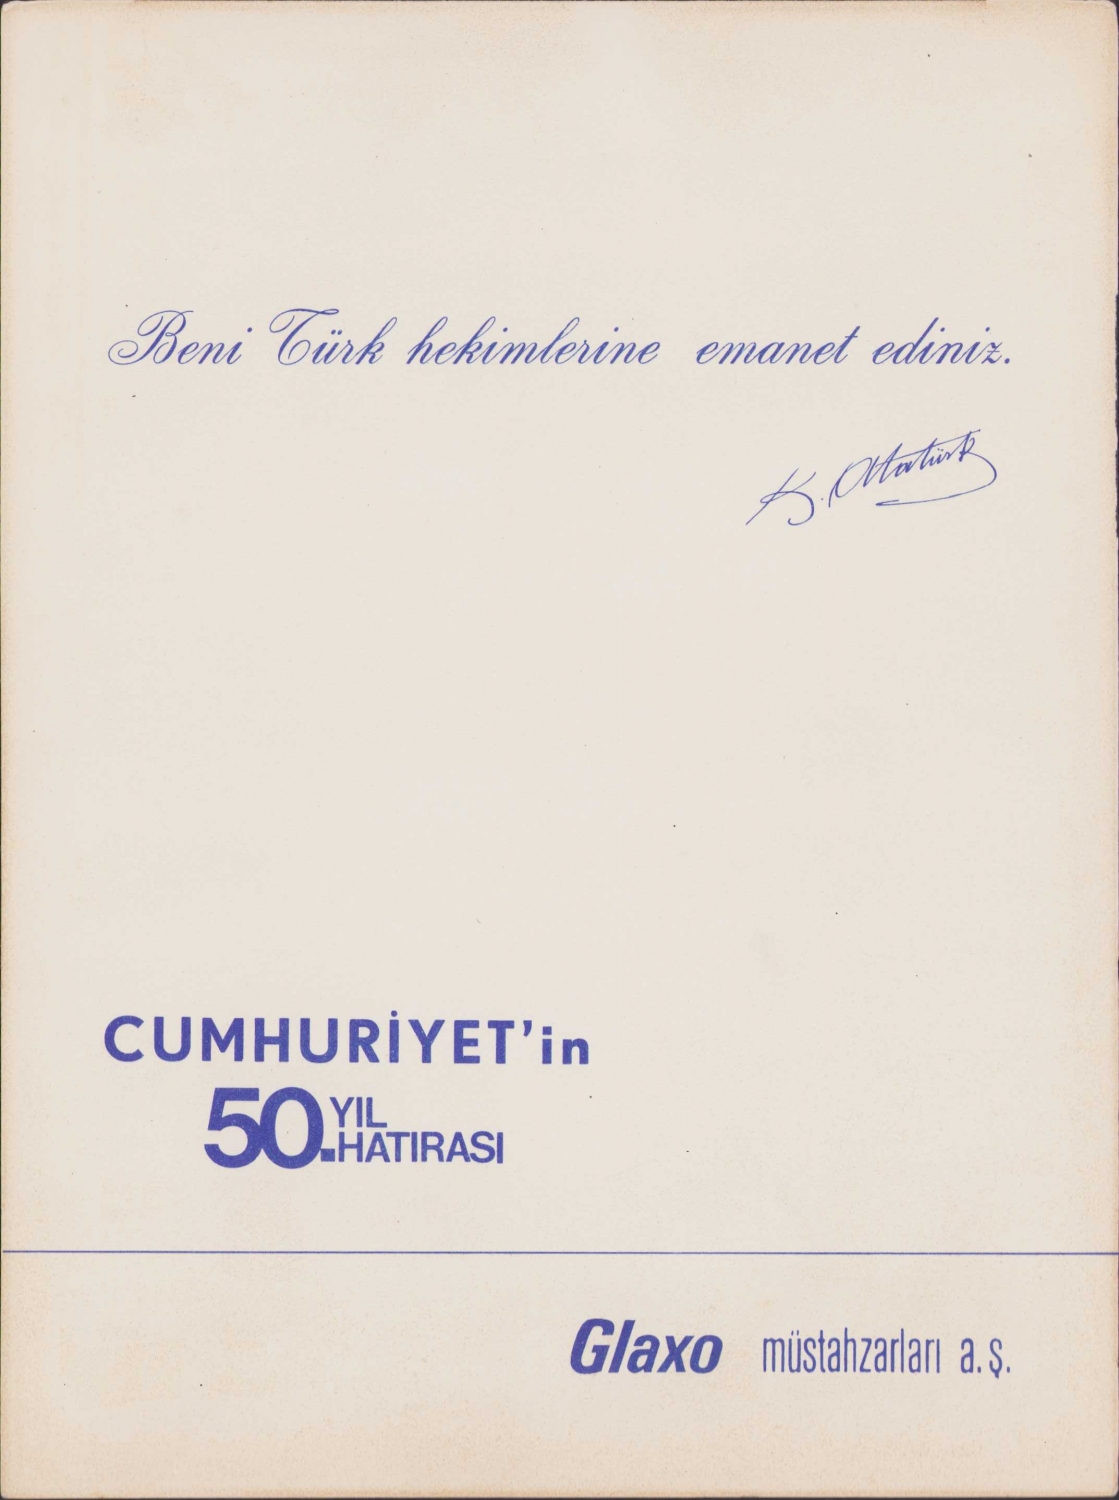 Beni Türk hekimlerine emanet ediniz.
K. Atatürk
CUMHURİYET'in
50. YIL
HATIRASI
Glaxo müstahzarları a.ş.